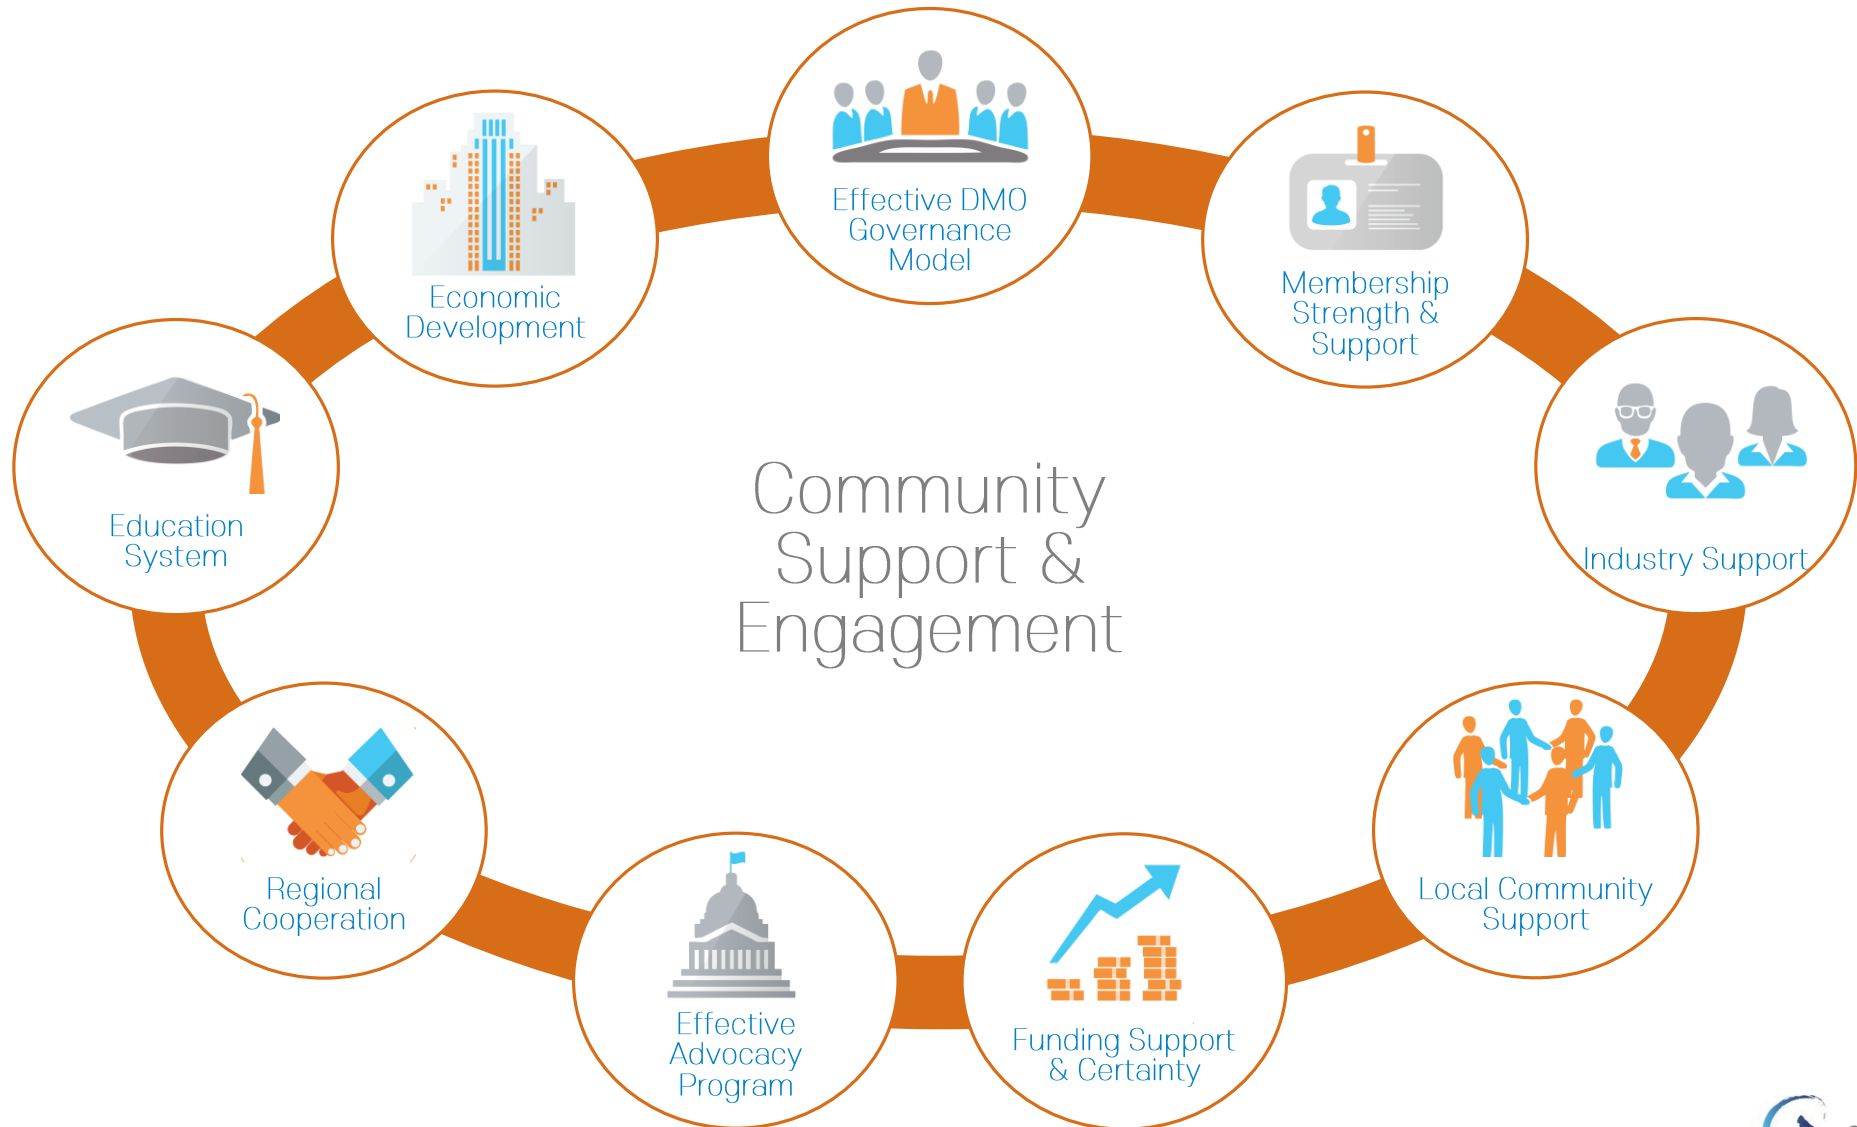 Effective DMO
Governance
Model
Membership
Strength &
Support
Industry Support
Local Community
Support
Funding Support
& Certainty
Effective
Advocacy
Program
Regional
Cooperation
Education
System
Economic
Development
Community
Support &
Engagement